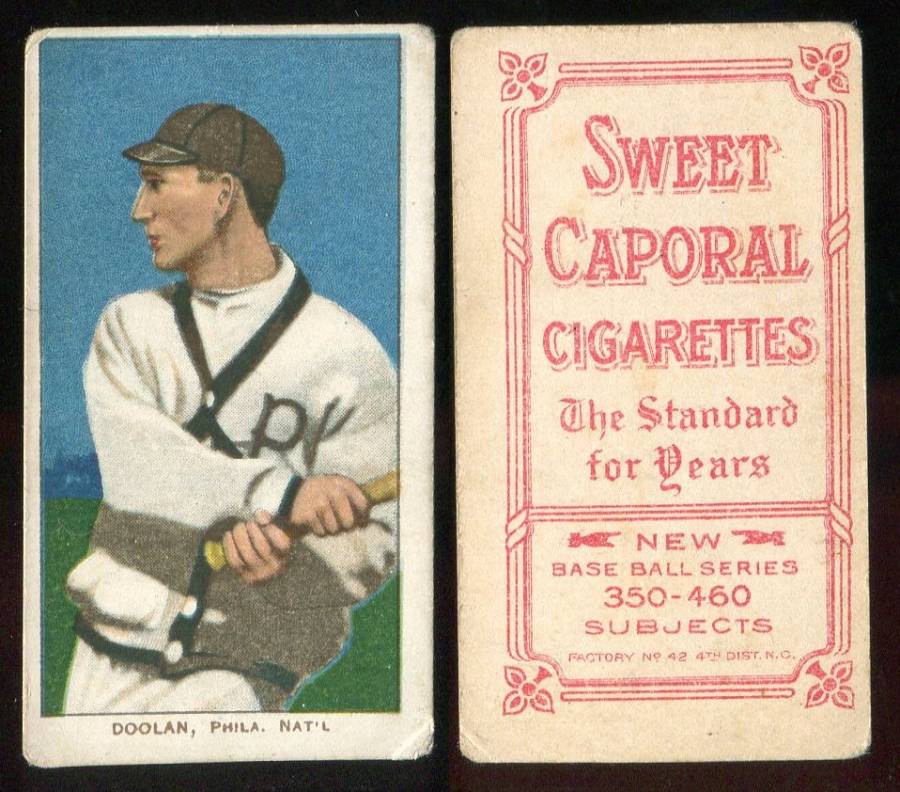 P
DOOLAN, PHILA. NAT'L
SWEET
CAPORAL
CIGARETTES
The Standard
for Years
NEW
BASE BALL SERIES
350-460
SUBJECTS
FACTORY Nº 42 4TH DIST. N.C.